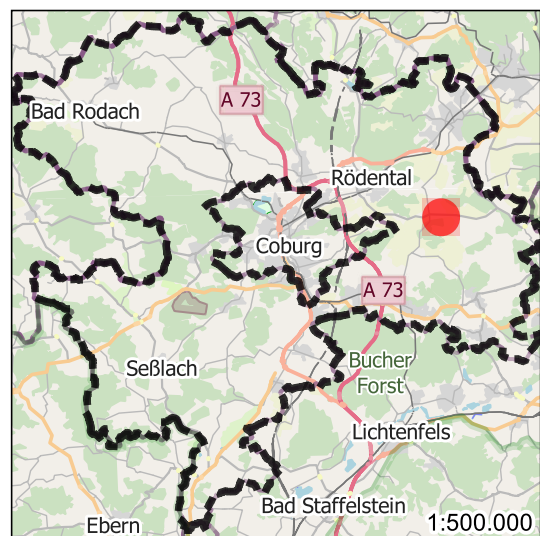 A 73
Bad Rodach
Rödental
Coburg
A 73
Seßlach
Bucher
Forst
Lichtenfels
Bad Staffelstein
Ebern
1:500.000